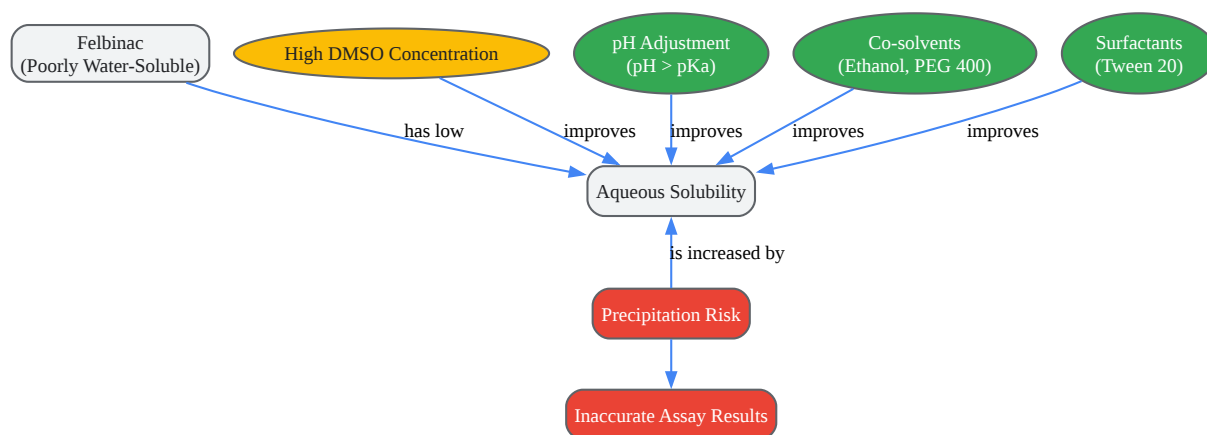 Felbinac
(Poorly Water-Soluble)
High DMSO Concentration
pH Adjustment
(pH > pKa)
Co-solvents
(Ethanol, PEG 400)
Surfactants
(Tween 20)
has low
improves
improves
improves
improves
Aqueous Solubility
is increased by
Precipitation Risk
Inaccurate Assay Results